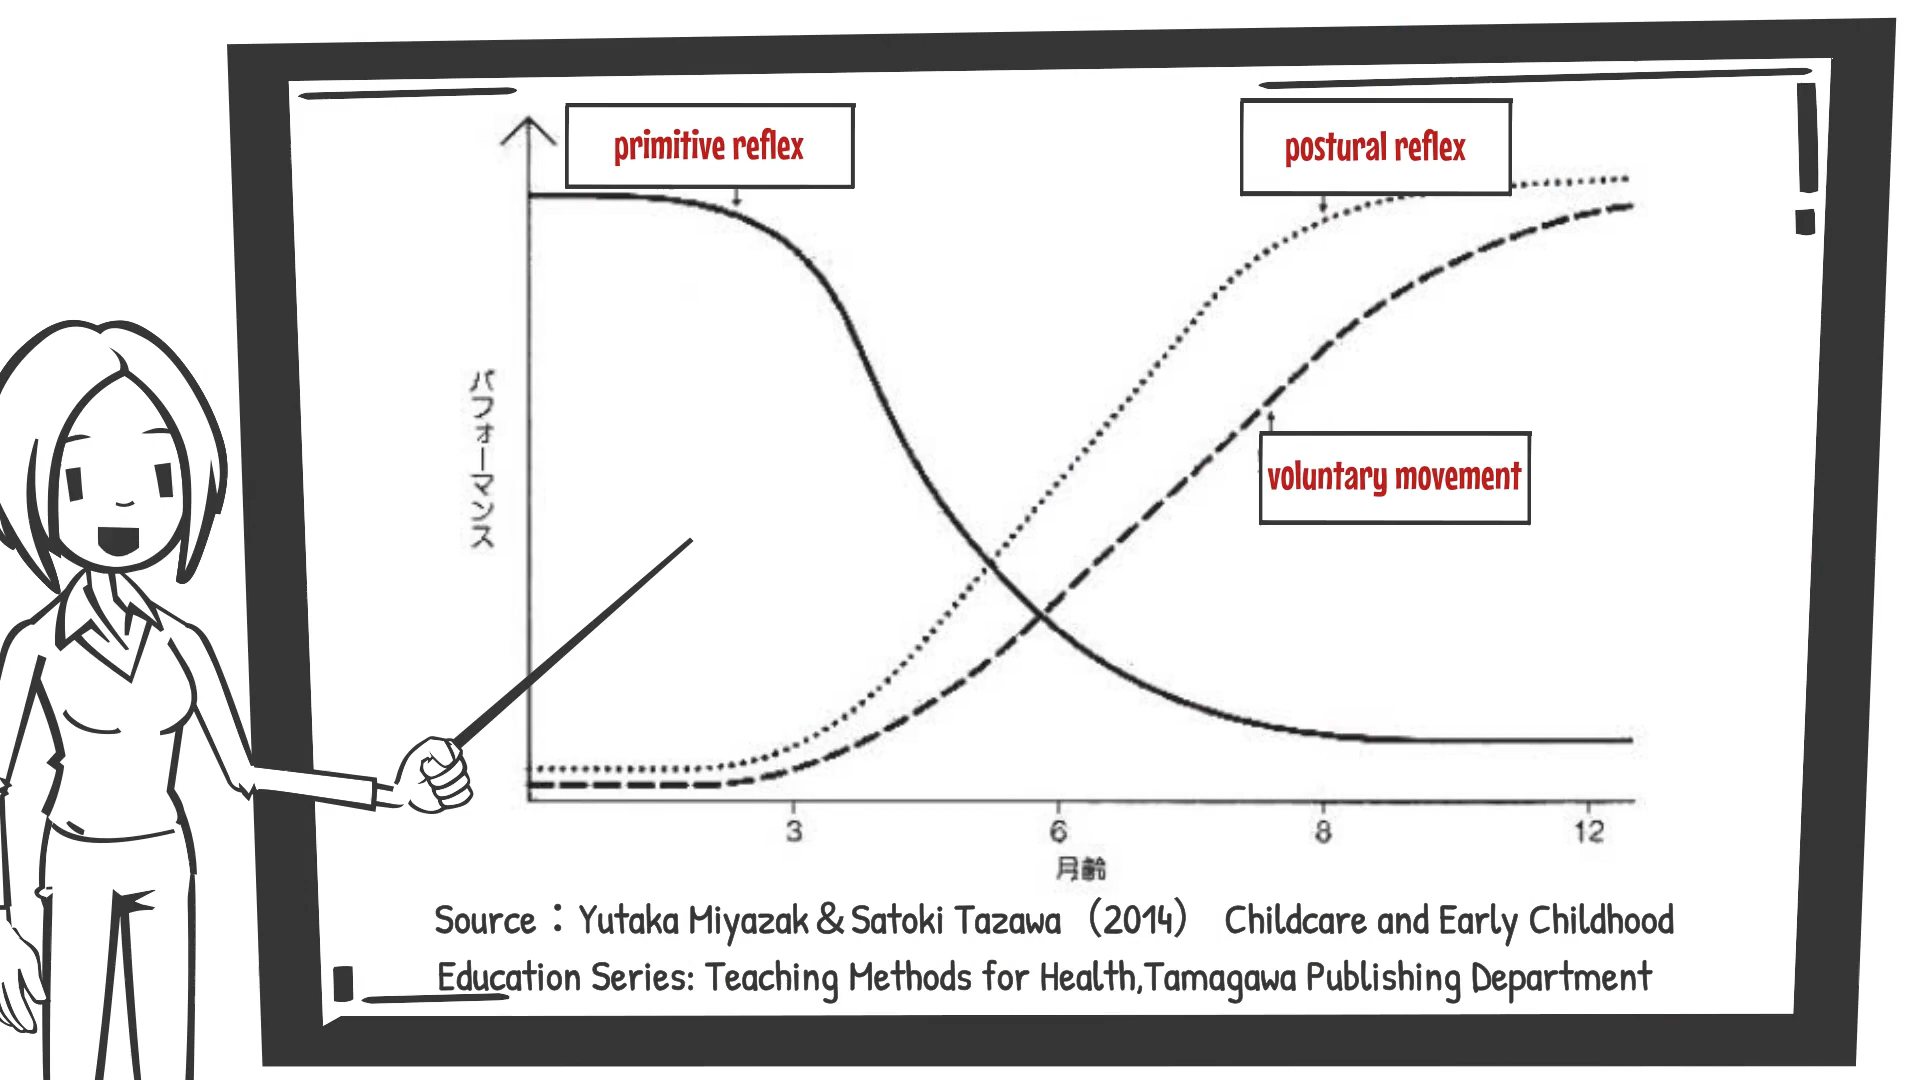 primitive reflex
postural reflex
voluntary movement
パフォーマンス
3 6 8 12
月齢
Source：Yutaka Miyazak＆Satoki Tazawa （2014） Childcare and Early Childhood
Education Series: Teaching Methods for Health,Tamagawa Publishing Department